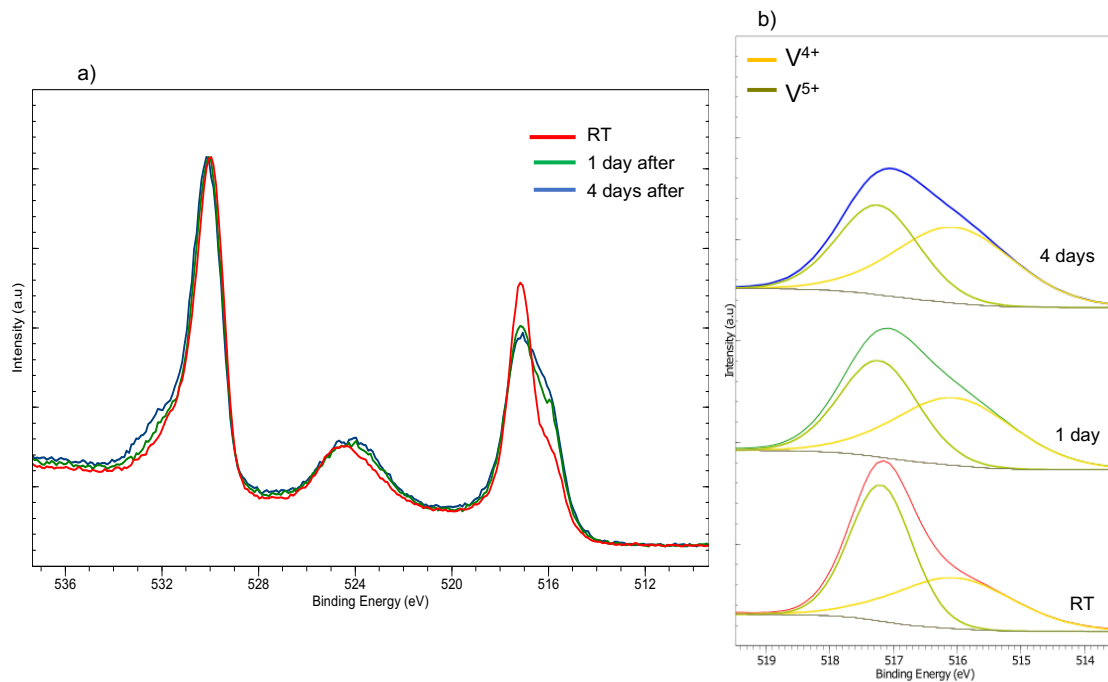 a)
RT
1 day after
4 days after
Intensity (a.u)
536
528
524
520
516
512
Binding Energy (eV)
b)
V4+
V5+
4 days
1 day
RT
Intensity (a.u)
519
518
517
516
515
514
Binding Energy (eV)